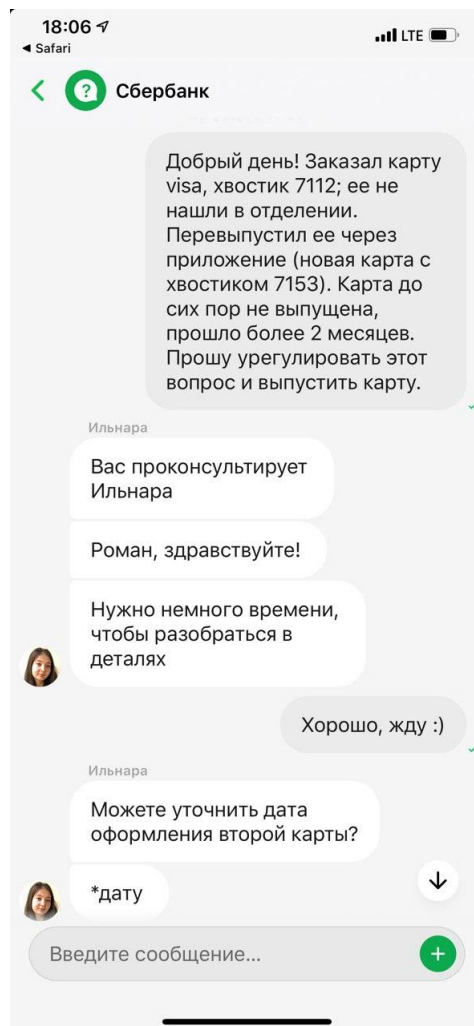 18:06
LTE
◄ Safari
Сбербанк
Добрый день! Заказал карту
visa, хвостик 7112; ее не
нашли в отделении.
Перевыпустил ее через
приложение (новая карта с
хвостиком 7153). Карта до
сих пор не выпущена,
прошло более 2 месяцев.
Прошу урегулировать этот
вопрос и выпустить карту.
Ильнара
Вас проконсультирует
Ильнара
Роман, здравствуйте!
Нужно немного времени,
чтобы разобраться в
деталях
Хорошо, жду :)
Ильнара
Можете уточнить дата
оформления второй карты?
*дату
Введите сообщение...